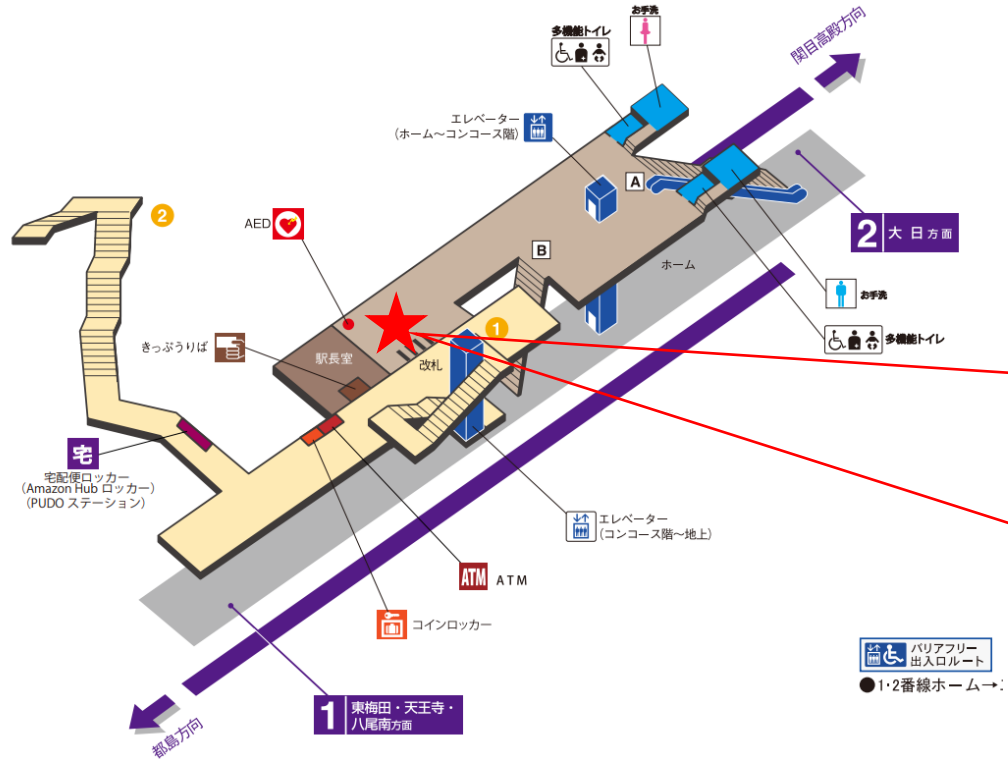 お手洗
多機能トイレ
関目高殿方向
エレベーター
(ホーム～コンコース階)
A
2
AED
B
ホーム
2 大 日方面
お手洗
1
きっぷうりば
駅長室
改札
多機能トイレ
宅
宅配便ロッカー
(Amazon Hub ロッカー)
(PUDO ステーション)
エレベーター
(コンコース階～地上)
ATM ATM
コインロッカー
バリアフリー
出入口ルート
●1・2番線ホーム→
1 東梅田・天王寺・
八尾南方面
都島方向